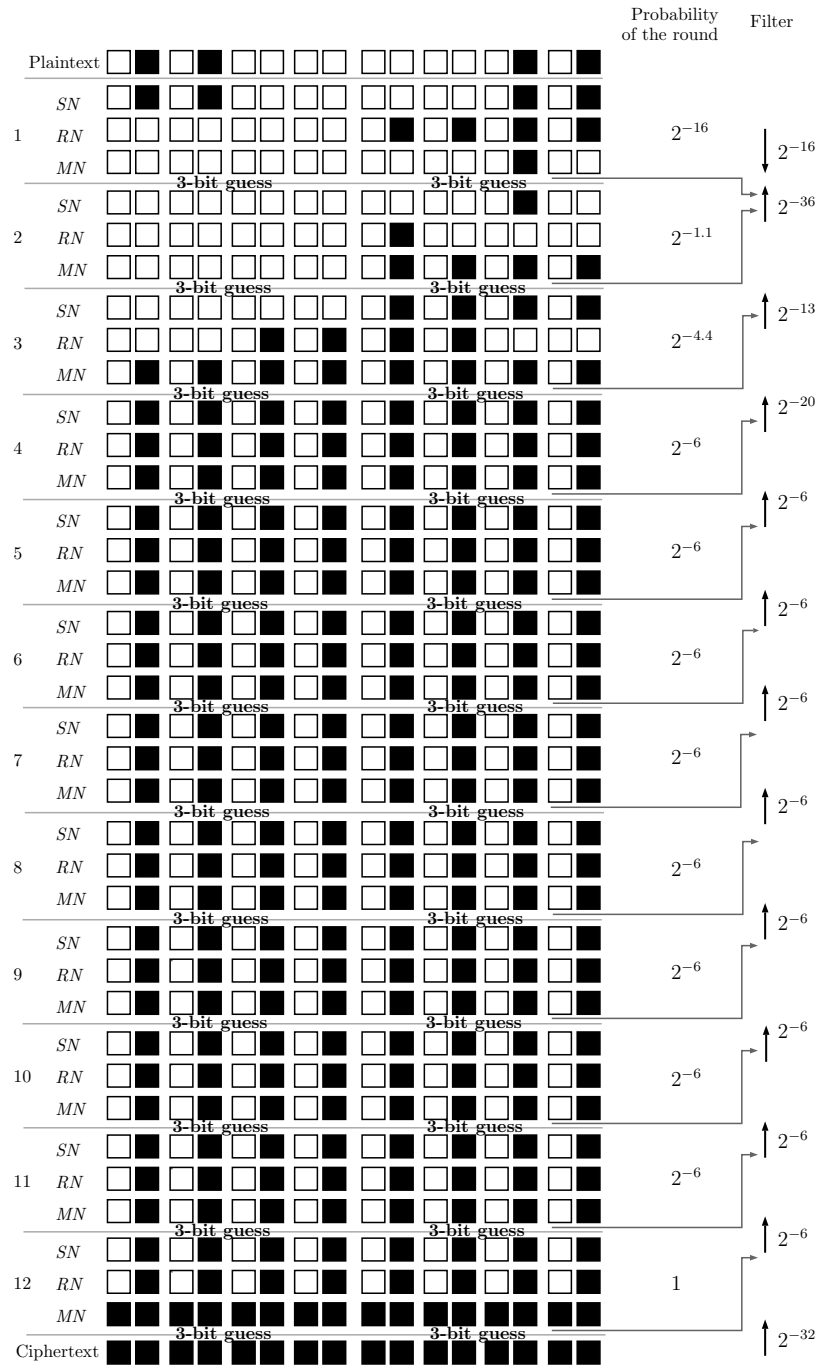 Probability
of the round
Filter
Plaintext
SN
1 RN 2^{-16}
2^{-16}
MN
3-bit guess 3-bit guess
SN 2^{-36}
2 RN 2^{-1.1}
MN
3-bit guess 3-bit guess
SN 2^{-13}
3 RN 2^{-4.4}
MN
3-bit guess 3-bit guess
SN 2^{-20}
4 RN 2^{-6}
MN
3-bit guess 3-bit guess
2^{-6}
SN
5 RN 2^{-6}
MN
3-bit guess 3-bit guess
2^{-6}
SN
6 RN 2^{-6}
MN
3-bit guess 3-bit guess
2^{-6}
SN
7 RN 2^{-6}
MN
2^{-6}
3-bit guess 3-bit guess
SN
8 RN 2^{-6}
MN
3-bit guess 3-bit guess
2^{-6}
SN
9 RN 2^{-6}
MN
3-bit guess 3-bit guess
2^{-6}
SN
10 RN 2^{-6}
MN
3-bit guess 3-bit guess
2^{-6}
SN
11 RN 2^{-6}
MN
3-bit guess 3-bit guess
2^{-6}
SN
12 RN 1
MN
3-bit guess 3-bit guess
2^{-32}
Ciphertext